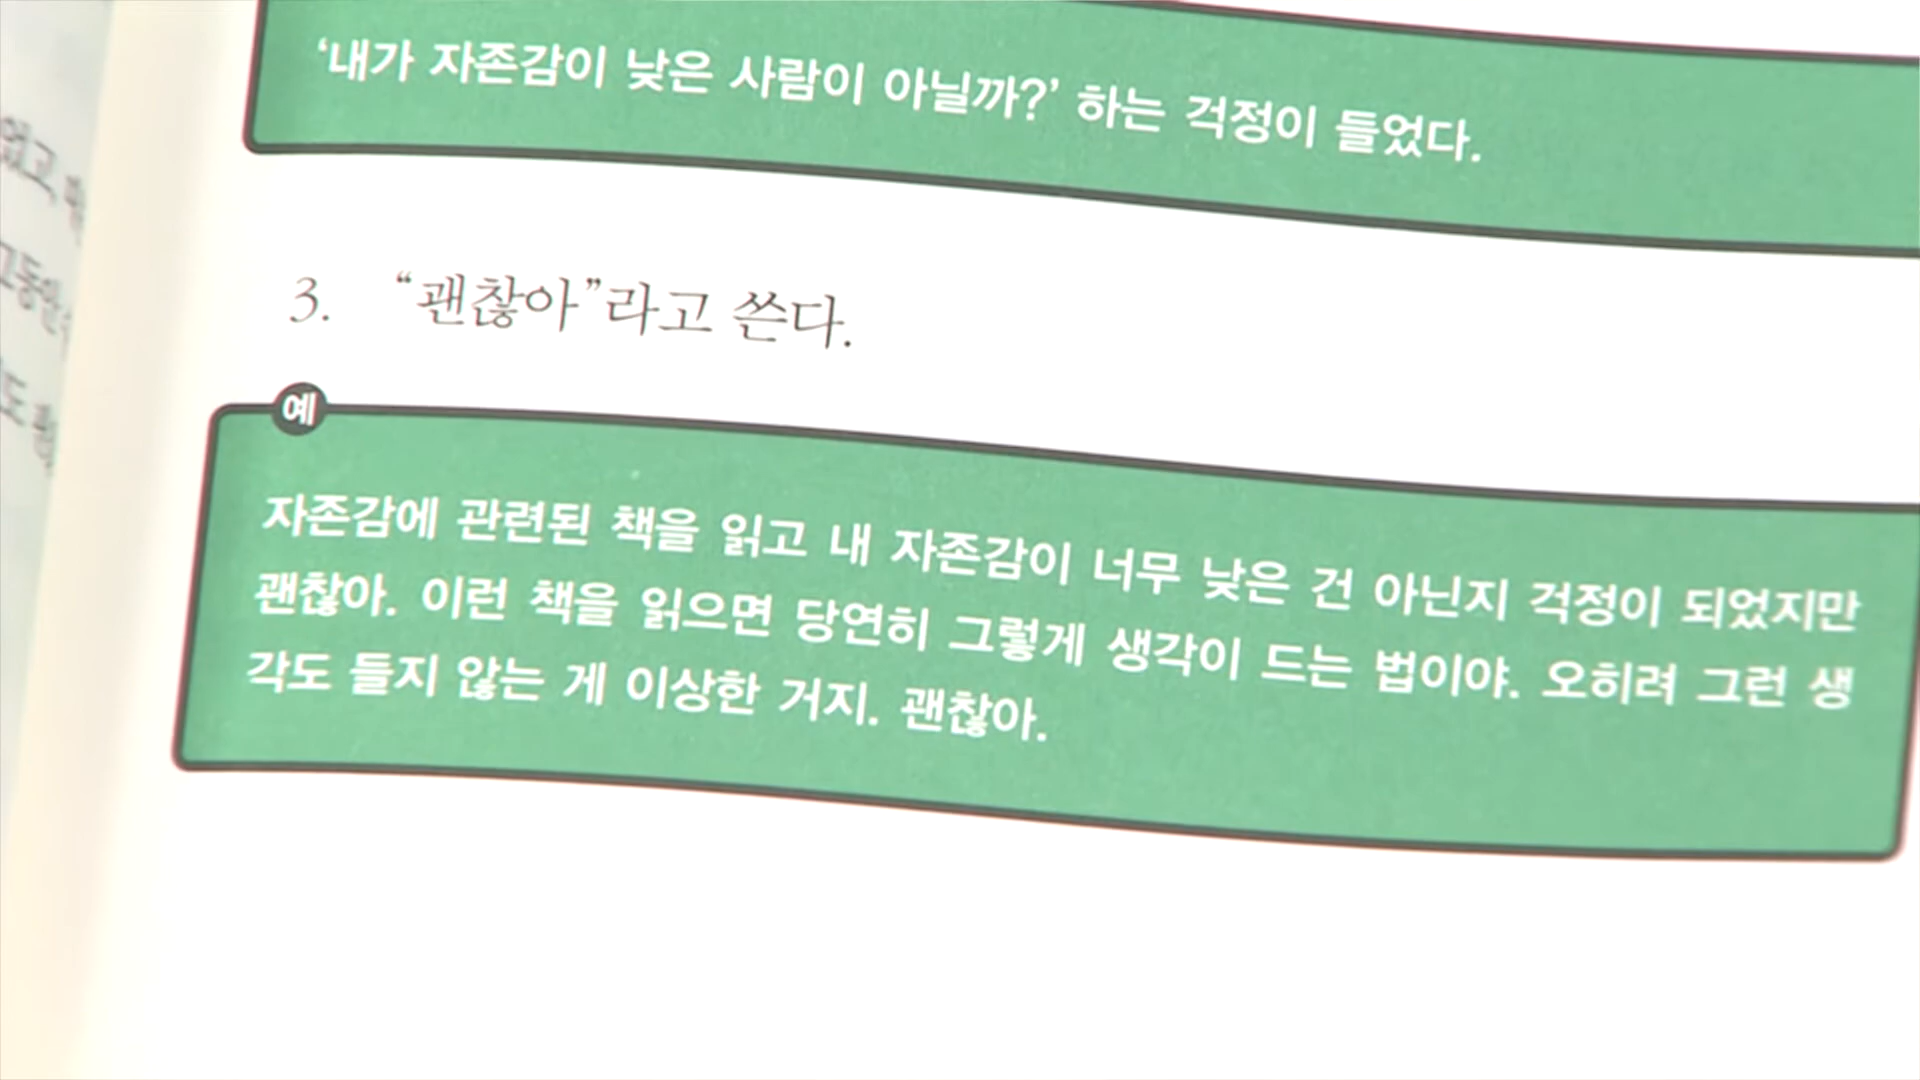 ‘내가 자존감이 낮은 사람이 아닐까?’ 하는 걱정이 들었다.
3. “괜찮아”라고 쓴다.
예
자존감에 관련된 책을 읽고 내 자존감이 너무 낮은 건 아닌지 걱정이 되었지만
괜찮아. 이런 책을 읽으면 당연히 그렇게 생각이 드는 법이야. 오히려 그런 생
각도 들지 않는 게 이상한 거지. 괜찮아.